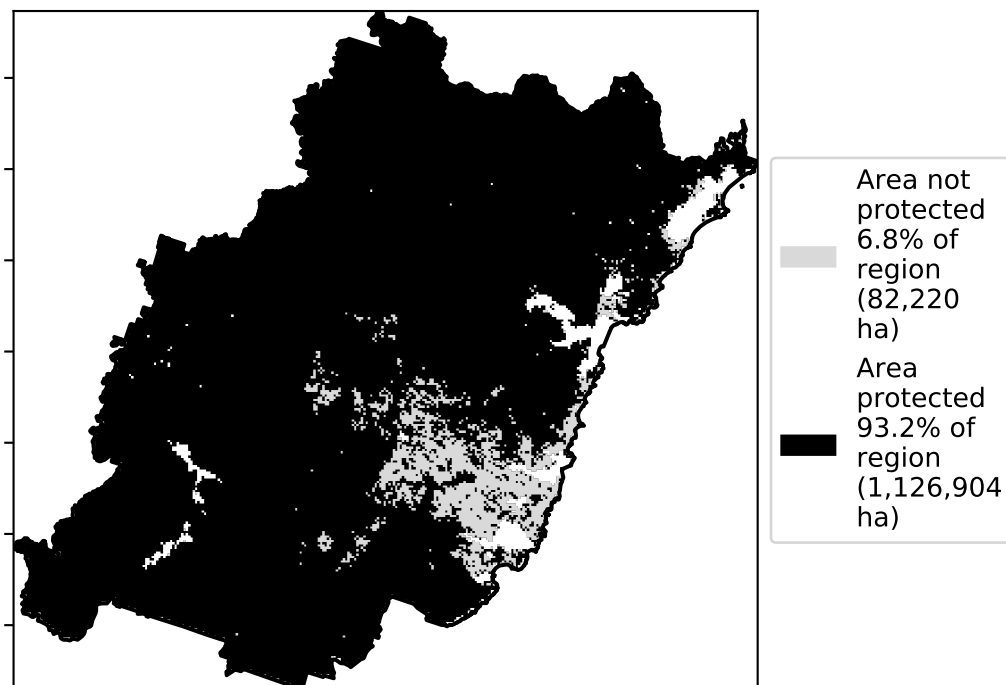 Area not
protected
6.8% of
region
(82,220
ha)
Area
protected
93.2% of
region
(1,126,904
ha)